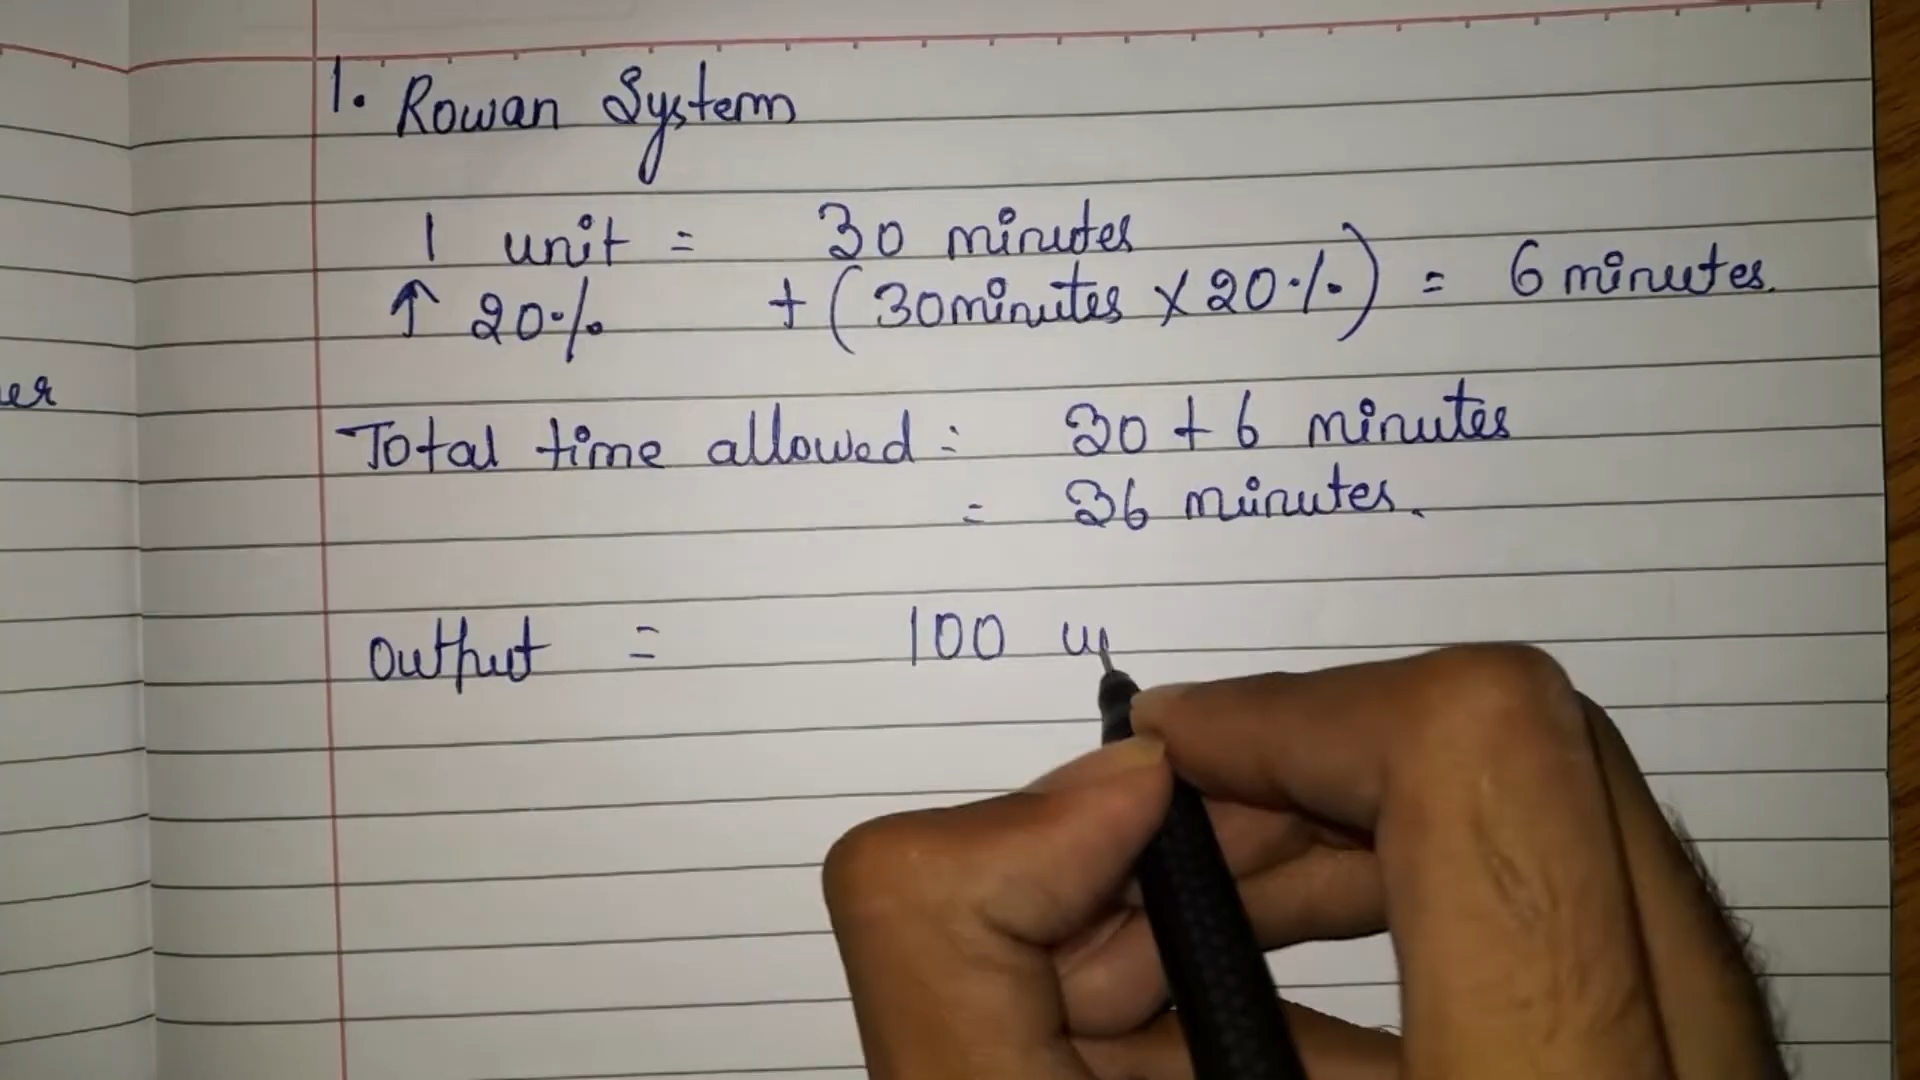 1. Rowan System
1 unit = 30 minutes
↑ 20% + (30minutes × 20%) = 6 minutes.
Total time allowed = 30 + 6 minutes
= 36 minutes.
output = 100